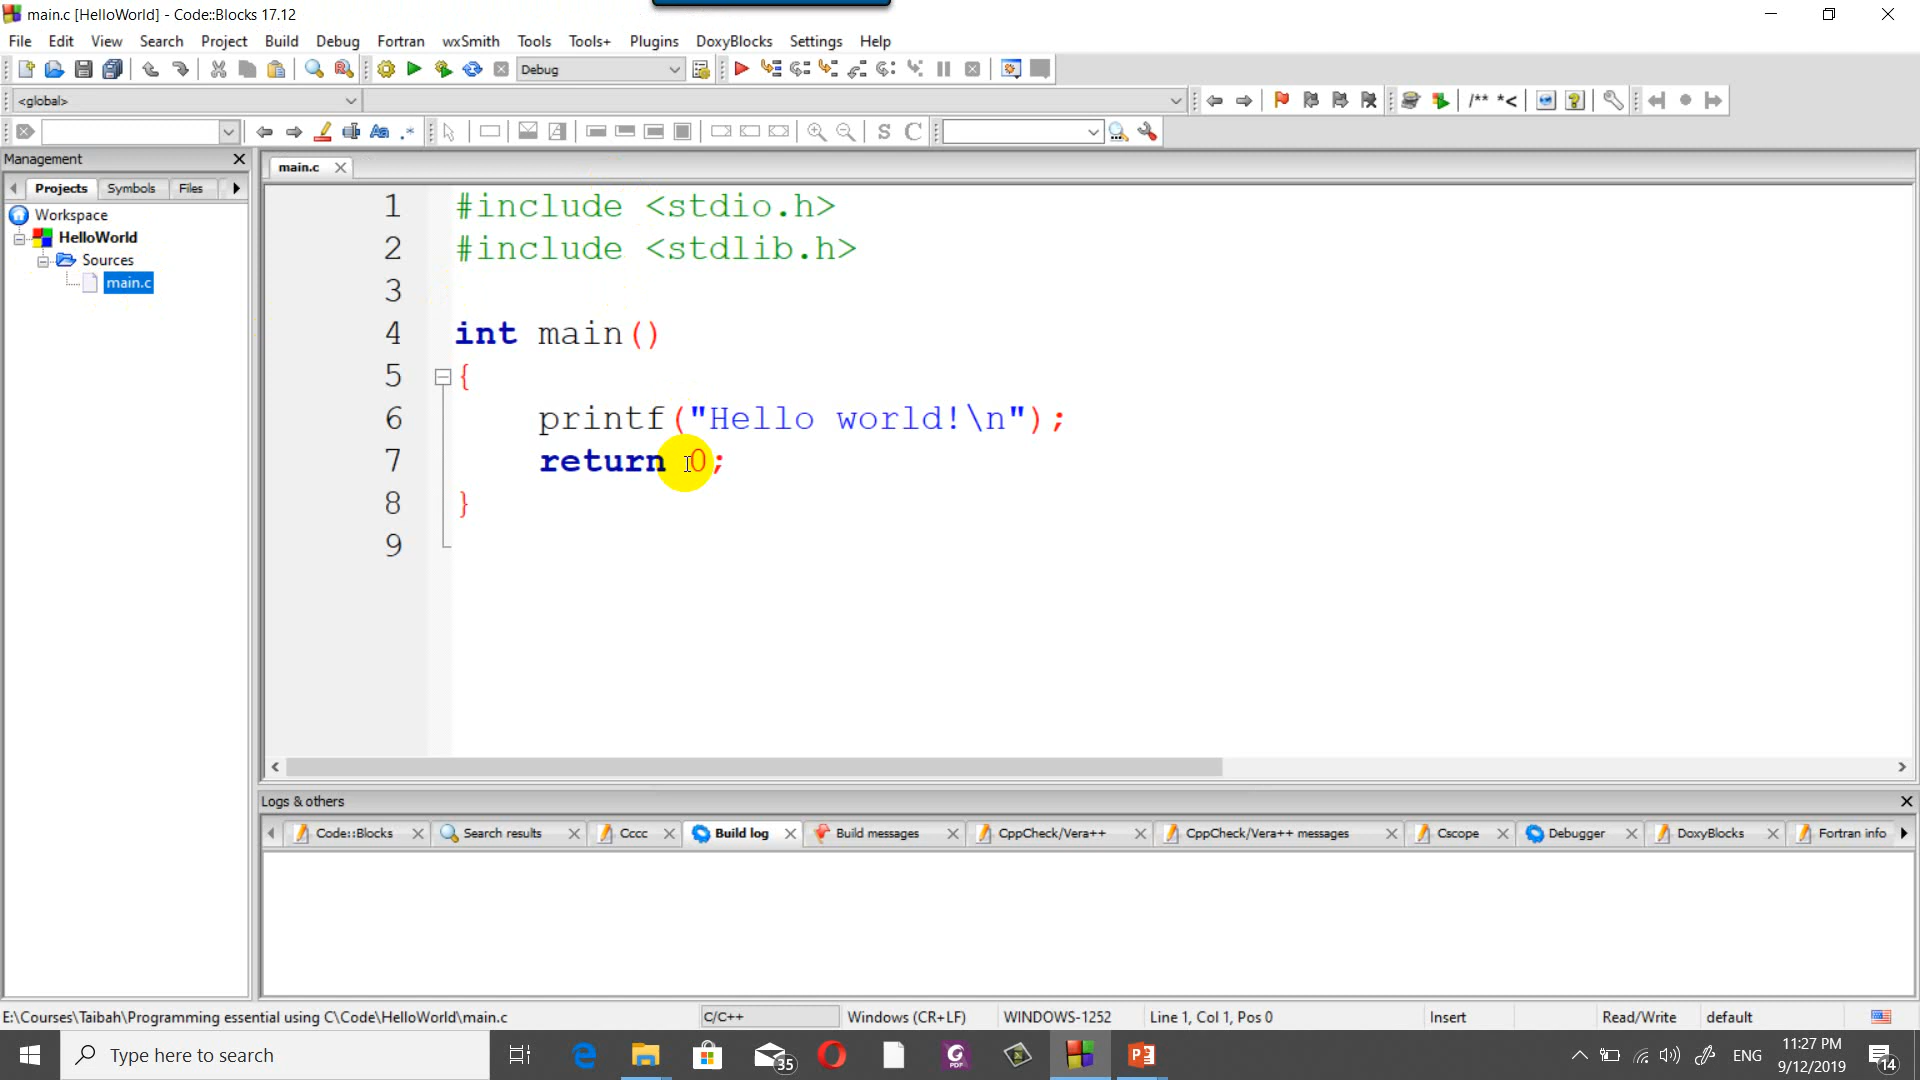 main.c [HelloWorld] - Code::Blocks 17.12
File Edit View Search Project Build Debug Fortran wxSmith Tools Tools+ Plugins DoxyBlocks Settings Help
Debug
<global>
/** *<
Aa .*
S C
Management
main.c
Projects Symbols Files
Workspace
HelloWorld
Sources
main.c
1 #include <stdio.h>
2 #include <stdlib.h>
3
4 int main()
5 {
6 printf("Hello world!\n");
7 return 0;
8 }
9
Logs & others
Code::Blocks Search results Cccc Build log Build messages CppCheck/Vera++ CppCheck/Vera++ messages Cscope Debugger DoxyBlocks Fortran info
E:\Courses\Taibah\Programming essential using C\Code\HelloWorld\main.c C/C++ Windows (CR+LF) WINDOWS-1252 Line 1, Col 1, Pos 0 Insert Read/Write default
Type here to search
35
G PDF
ENG
11:27 PM
9/12/2019
14